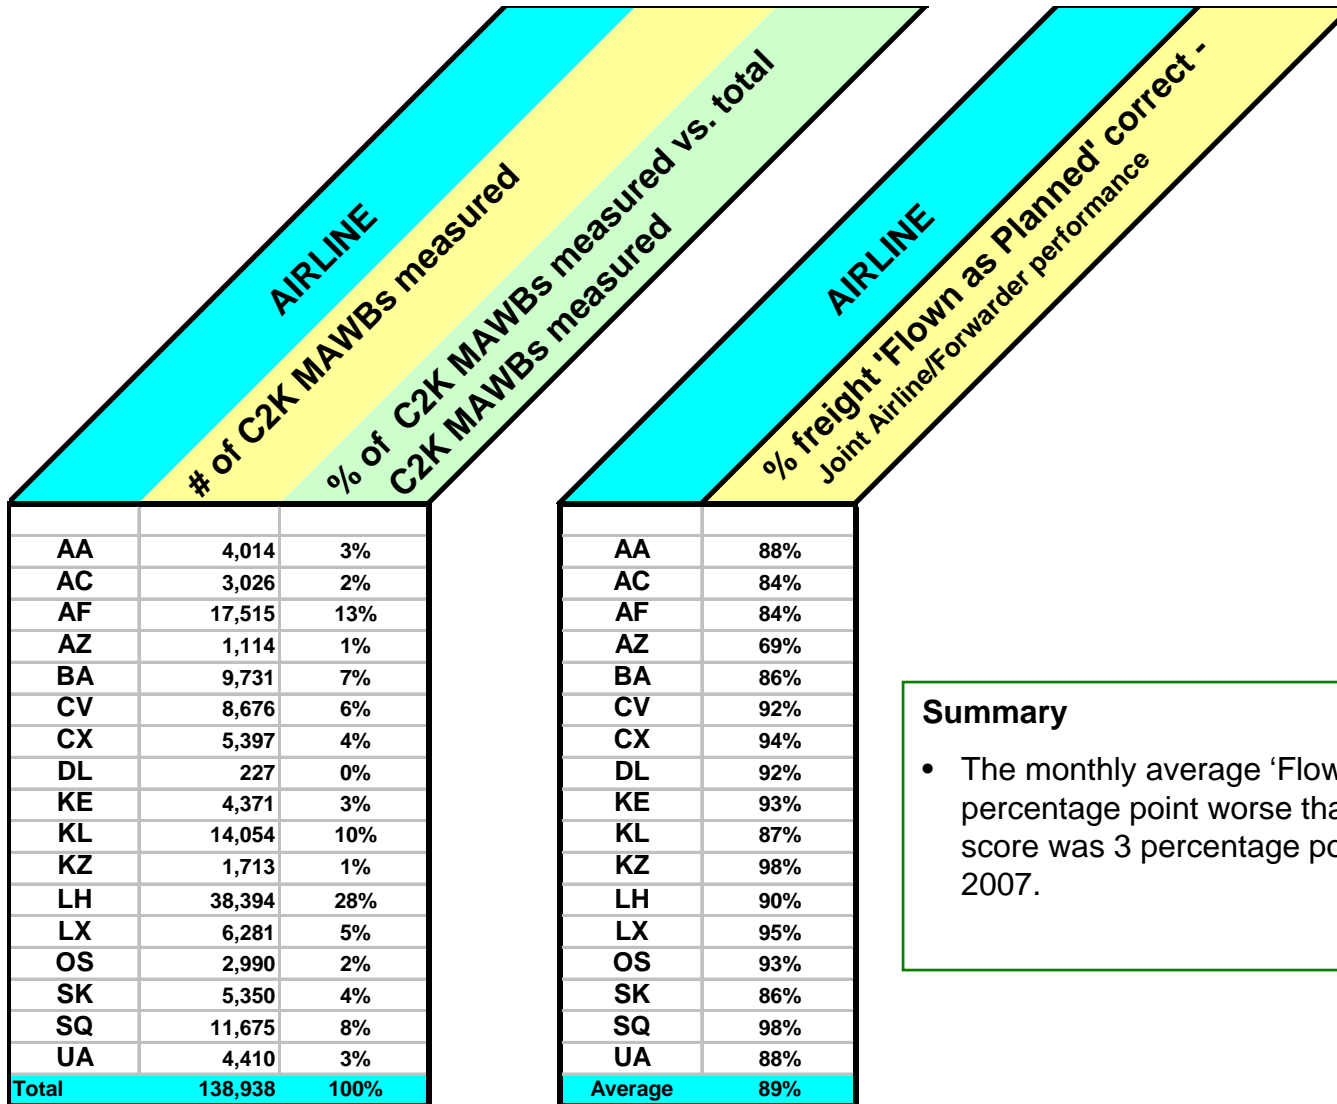 AIRLINE
# of C2K MAWBs measured
% of C2K MAWBs measured vs. total
C2K MAWBs measured
AA 4,014 3%
AC 3,026 2%
AF 17,515 13%
AZ 1,114 1%
BA 9,731 7%
CV 8,676 6%
CX 5,397 4%
DL 227 0%
KE 4,371 3%
KL 14,054 10%
KZ 1,713 1%
LH 38,394 28%
LX 6,281 5%
OS 2,990 2%
SK 5,350 4%
SQ 11,675 8%
UA 4,410 3%
Total 138,938 100%
AIRLINE
% freight 'Flown as Planned' correct -
Joint Airline/Forwarder performance
AA 88%
AC 84%
AF 84%
AZ 69%
BA 86%
CV 92%
CX 94%
DL 92%
KE 93%
KL 87%
KZ 98%
LH 90%
LX 95%
OS 93%
SK 86%
SQ 98%
UA 88%
Average 89%
Summary
• The monthly average ‘Flow
percentage point worse tha
score was 3 percentage po
2007.